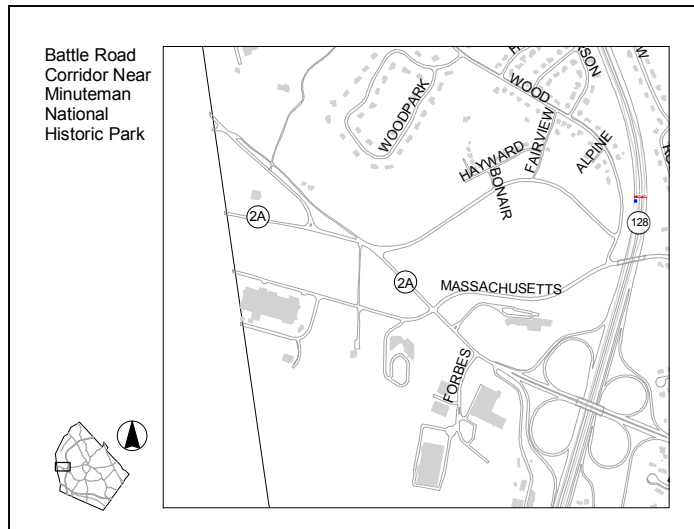 Battle Road
Corridor Near
Minuteman
National
Historic Park
WOODPARK
WOOD
HAYWARD
FAIRVIEW
BONAIR
ALPINE
2A
128
2A
MASSACHUSETTS
FORBES